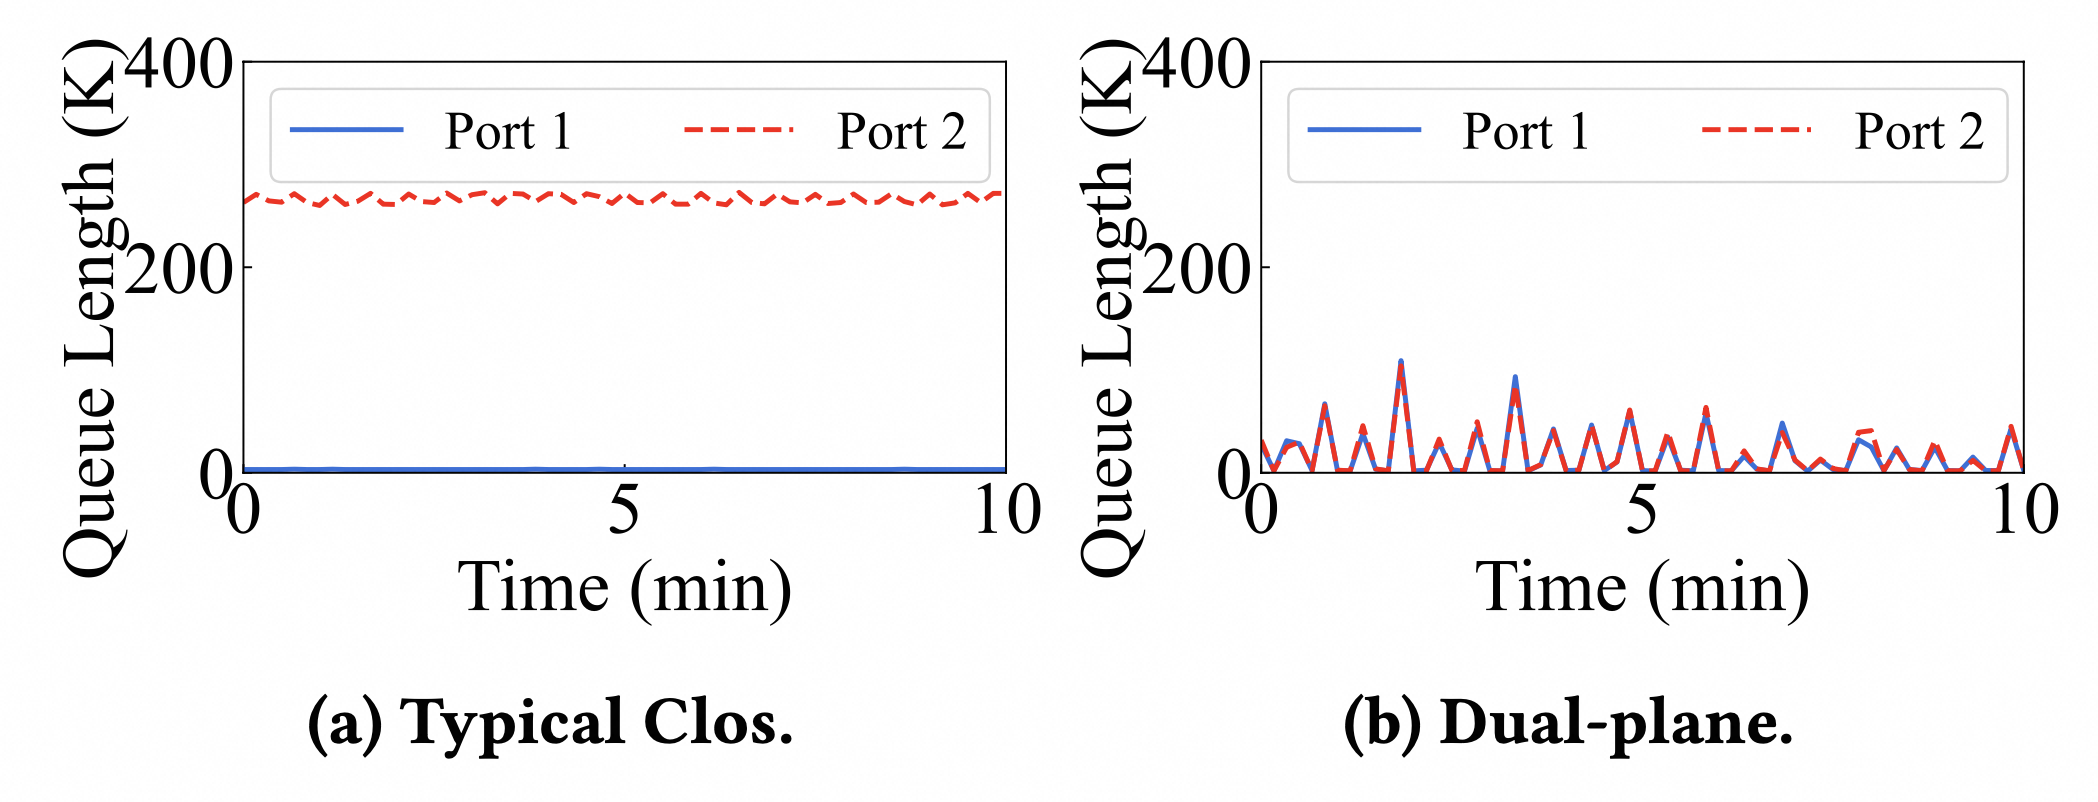 Queue Length (K)
400
200
0
Port 1
Port 2
0
5
10
Time (min)
(a) Typical Clos.
Queue Length (K)
400
200
0
Port 1
Port 2
0
5
10
Time (min)
(b) Dual-plane.